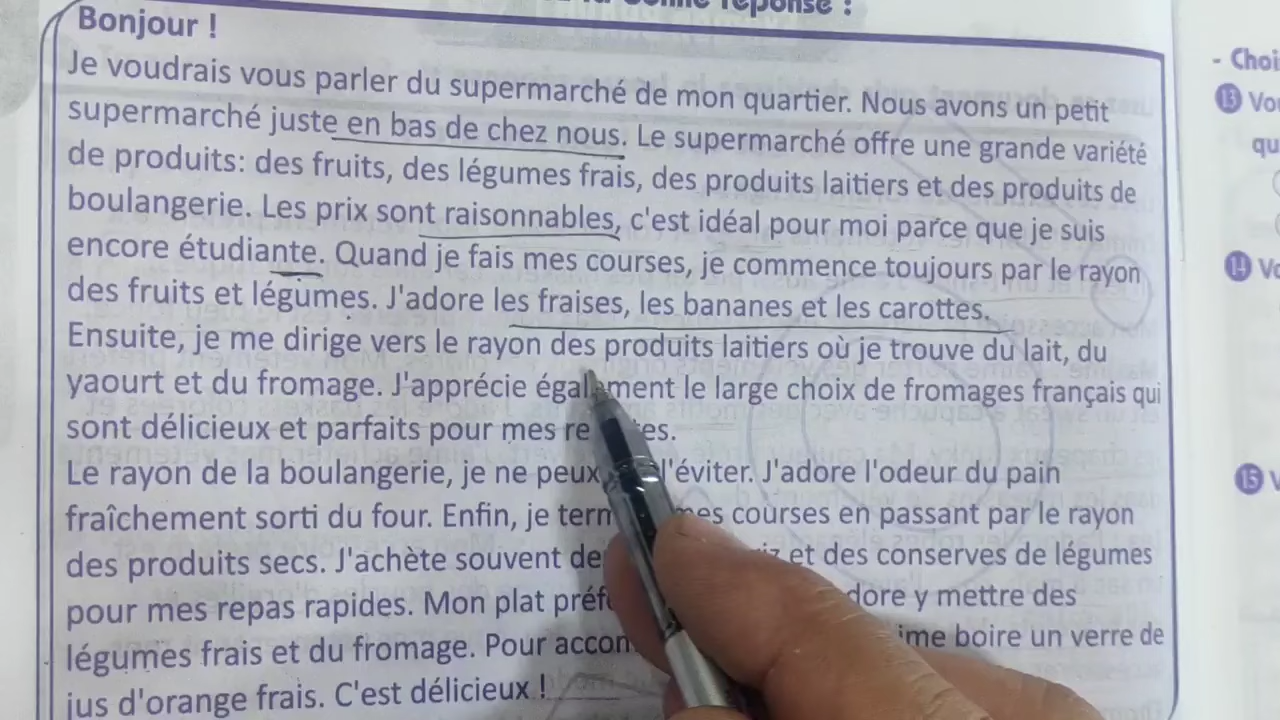 réponse :
Bonjour !
Je voudrais vous parler du supermarché de mon quartier. Nous avons un petit
supermarché juste en bas de chez nous. Le supermarché offre une grande variété
de produits: des fruits, des légumes frais, des produits laitiers et des produits de
boulangerie. Les prix sont raisonnables, c'est idéal pour moi parce que je suis
encore étudiante. Quand je fais mes courses, je commence toujours par le rayon
des fruits et légumes. J'adore les fraises, les bananes et les carottes.
Ensuite, je me dirige vers le rayon des produits laitiers où je trouve du lait, du
yaourt et du fromage. J'apprécie également le large choix de fromages français qui
sont délicieux et parfaits pour mes
Le rayon de la boulangerie, je ne peux l'éviter. J'adore l'odeur du pain
fraîchement sorti du four. Enfin, je courses en passant par le rayon
des produits secs. J'achète souvent et des conserves de légumes
pour mes repas rapides. Mon plat y mettre des
légumes frais et du fromage. Pour boire un verre de
jus d'orange frais. C'est délicieux !
- Choi
13 Vo
qu
14 Vo
15 V